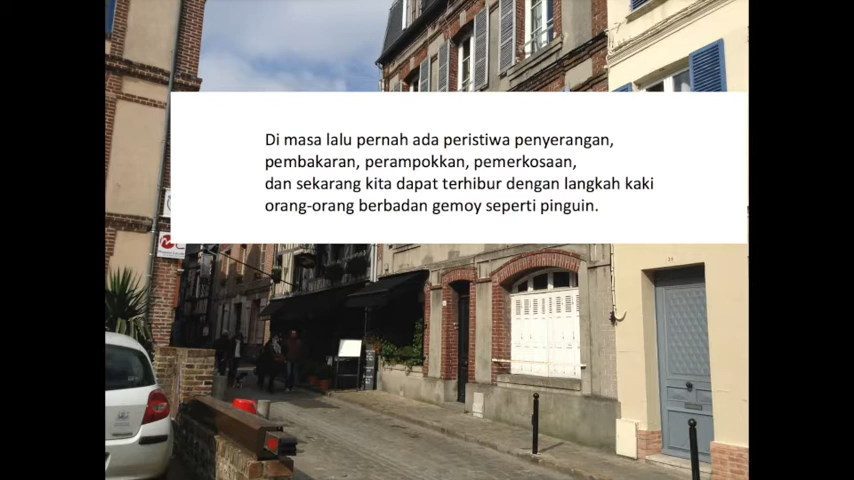 Di masa lalu pernah ada peristiwa penyerangan,
pembakaran, perampokkan, pemerkosaan,
dan sekarang kita dapat terhibur dengan langkah kaki
orang-orang berbadan gemoy seperti pinguin.